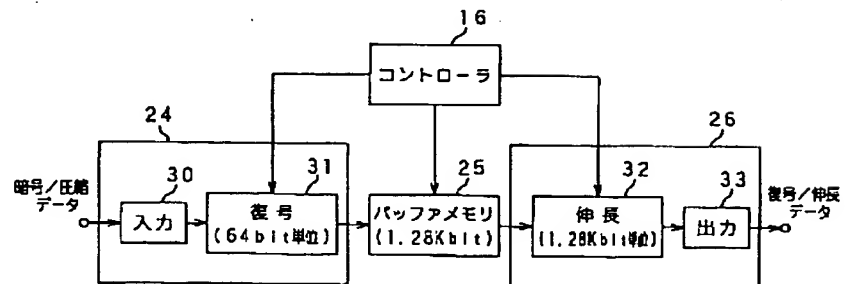 16
コントローラ
24
26
暗号/圧縮
データ
30
入力
31
復号
(64bit単位)
25
バッファメモリ
(1.28Kbit)
32
伸長
(1.28Kbit単位)
33
出力
復号/伸長
データ